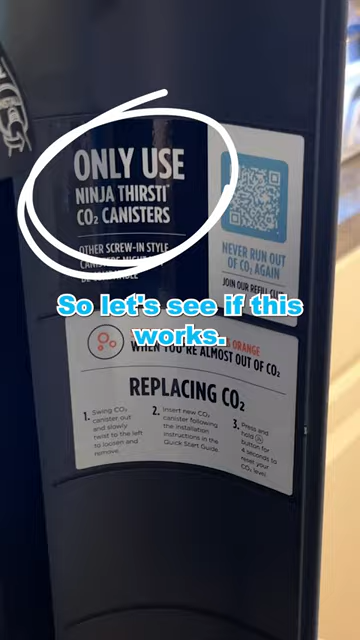 ONLY USE
NINJA THIRSTI
CO₂ CANISTERS
OTHER SCREW-IN STYLE
NEVER RUN OUT
OF CO₂ AGAIN
JOIN OUR REFILL
So let's see if this
works.
ORANGE
WHEN YOU'RE ALMOST OUT OF CO₂
REPLACING CO₂
1. Swing CO₂
canister out
and slowly
twist to the left
to loosen and
remove.
2. Insert new CO₂
canister following
the installation
instructions in the
Quick Start Guide.
3. Press and
hold
button for
4 seconds to
reset your
CO₂ level.